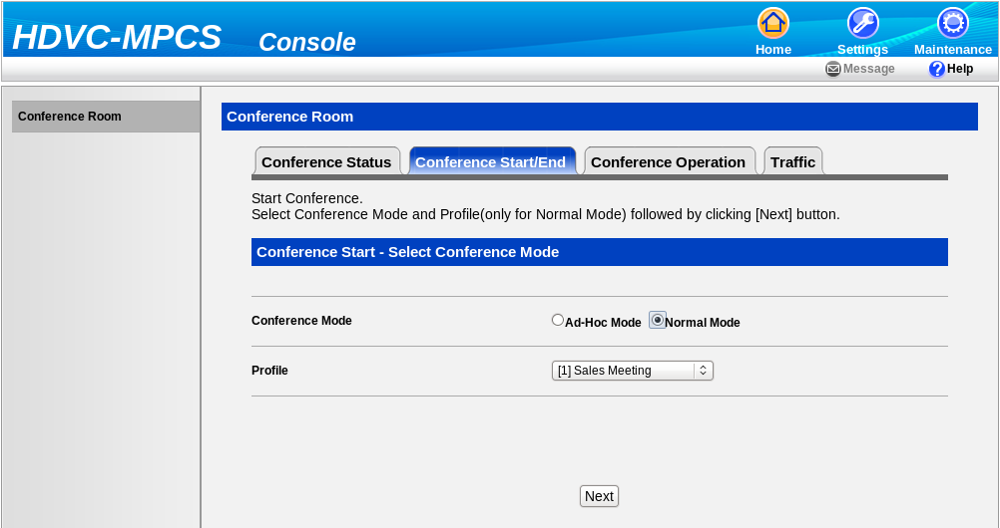 HDVC-MPCS Console
Home Settings Maintenance
Message Help
Conference Room
Conference Room
Conference Status Conference Start/End Conference Operation Traffic
Start Conference.
Select Conference Mode and Profile(only for Normal Mode) followed by clicking [Next] button.
Conference Start - Select Conference Mode
Conference Mode Ad-Hoc Mode Normal Mode
Profile [1] Sales Meeting
Next